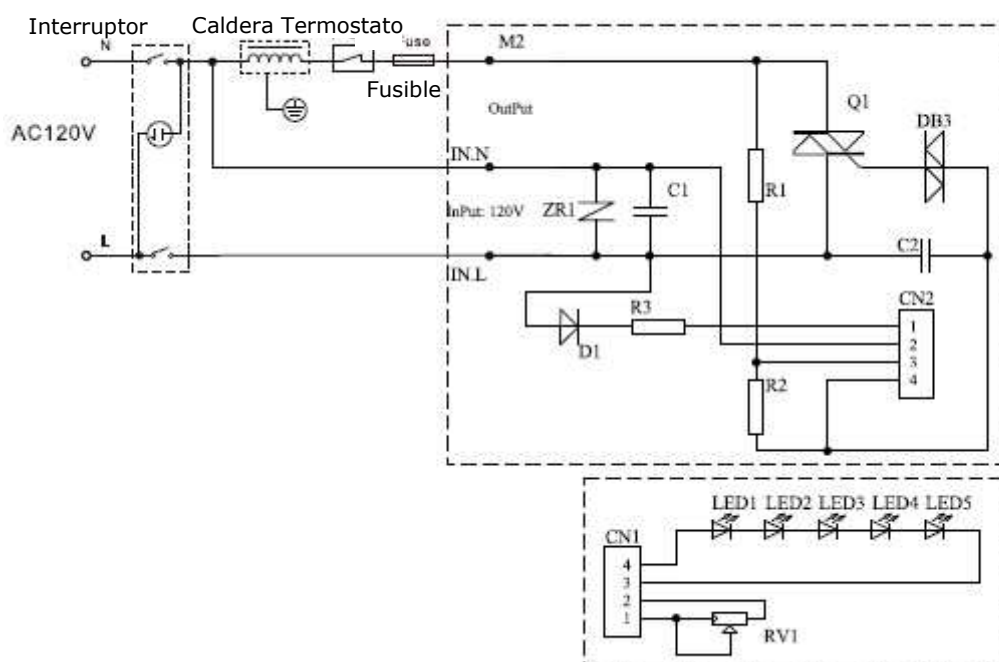 Interruptor
Caldera Termostato
N
Fusible
AC120V
L
M2
OutPut
IN.N
InPut: 120V
IN.L
ZR1
C1
R1
Q1
DB3
C2
R3
D1
CN2
1
2
3
4
R2
LED1 LED2 LED3 LED4 LED5
CN1
4
3
2
1
RV1